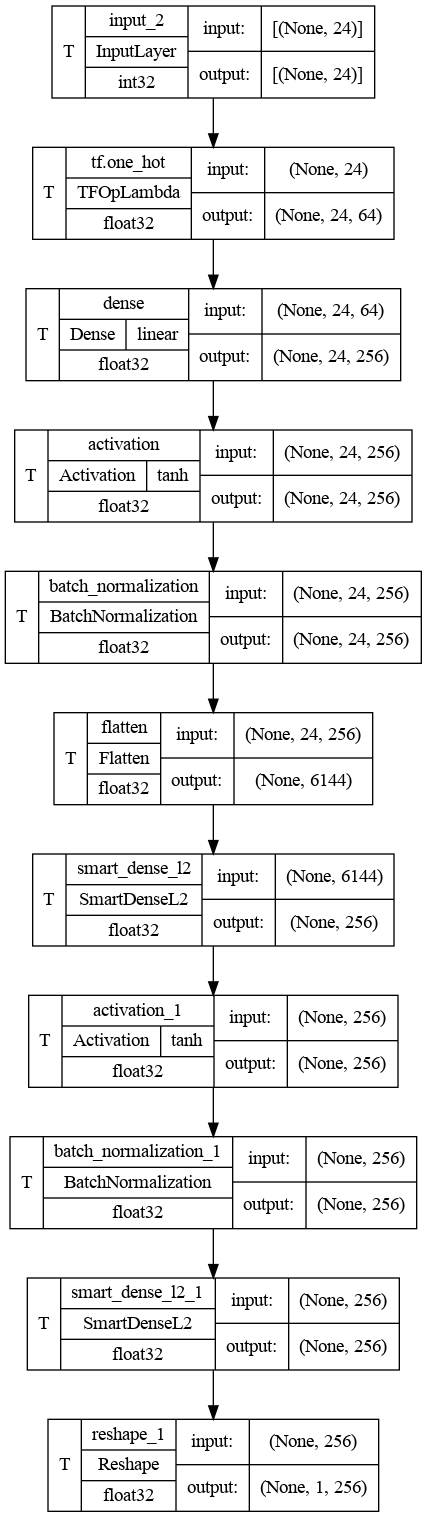 T
input_2
InputLayer
int32
input:
[(None, 24)]
output:
[(None, 24)]
T
tf.one_hot
TFOpLambda
float32
input:
(None, 24)
output:
(None, 24, 64)
T
dense
Dense linear
float32
input:
(None, 24, 64)
output:
(None, 24, 256)
T
activation
Activation tanh
float32
input:
(None, 24, 256)
output:
(None, 24, 256)
T
batch_normalization
BatchNormalization
float32
input:
(None, 24, 256)
output:
(None, 24, 256)
T
flatten
Flatten
float32
input:
(None, 24, 256)
output:
(None, 6144)
T
smart_dense_l2
SmartDenseL2
float32
input:
(None, 6144)
output:
(None, 256)
T
activation_1
Activation tanh
float32
input:
(None, 256)
output:
(None, 256)
T
batch_normalization_1
BatchNormalization
float32
input:
(None, 256)
output:
(None, 256)
T
smart_dense_l2_1
SmartDenseL2
float32
input:
(None, 256)
output:
(None, 256)
T
reshape_1
Reshape
float32
input:
(None, 256)
output:
(None, 1, 256)